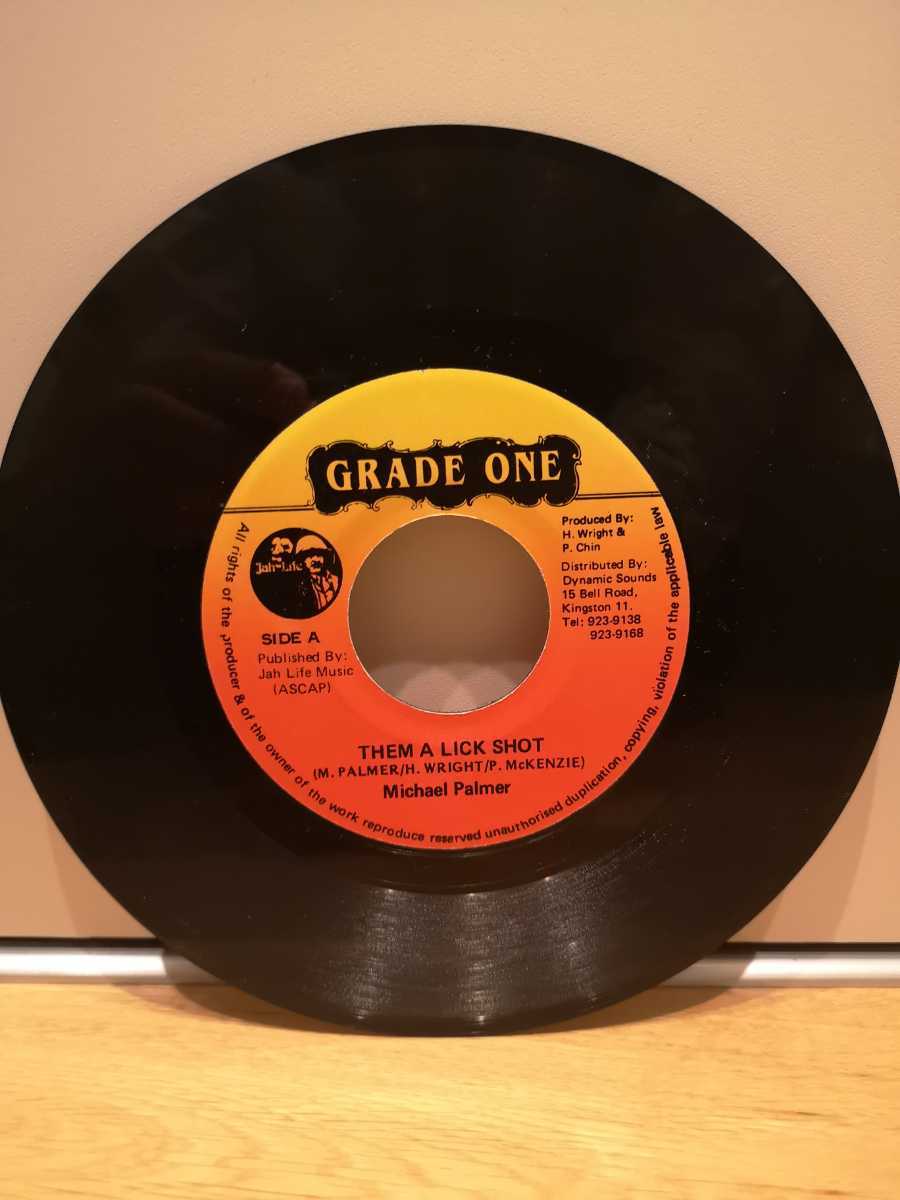 GRADE ONE
Jah Life
SIDE A
Published By:
Jah Life Music
(ASCAP)
Produced By:
H. Wright &
P. Chin
Distributed By:
Dynamic Sounds
15 Bell Road,
Kingston 11.
Tel: 923-9138
923-9168
THEM A LICK SHOT
(M. PALMER/H. WRIGHT/P. McKENZIE)
Michael Palmer
All rights of the producer & of the owner of the work reproduce reserved unauthorised duplication, copying, violation of the applicable law